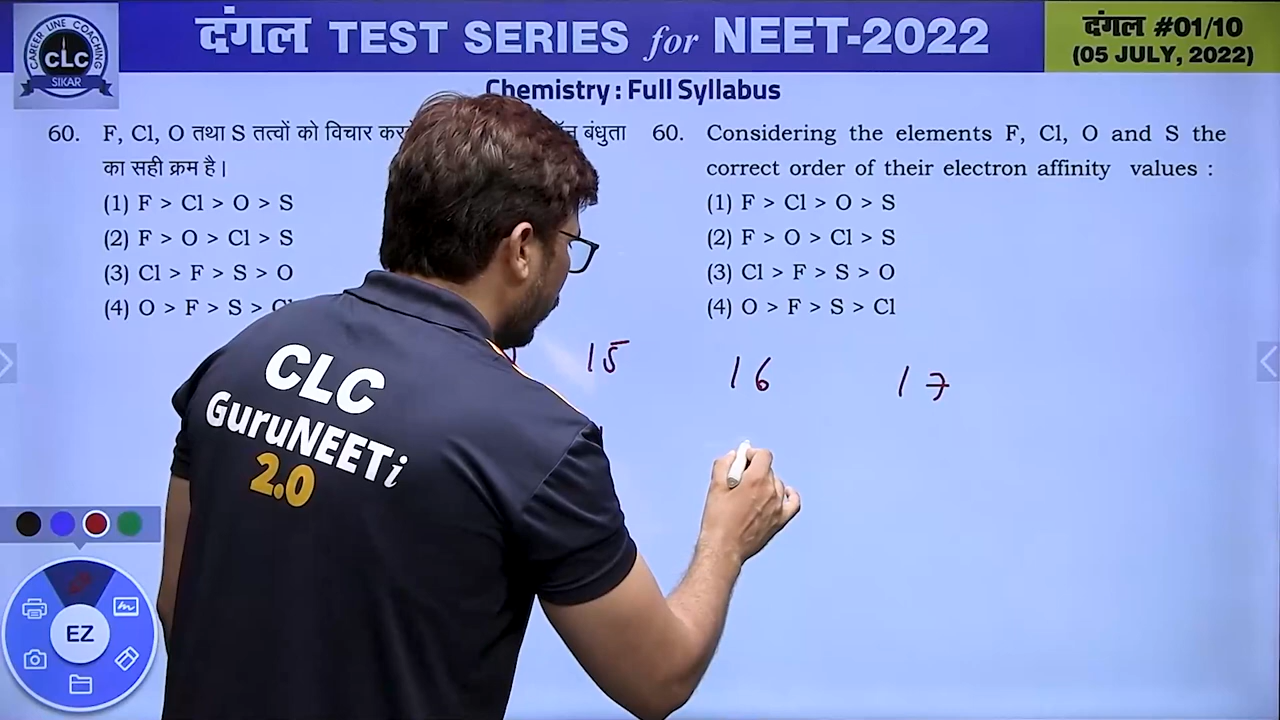 दंगल TEST SERIES for NEET-2022
दंगल #01/10
(05 JULY, 2022)
CAREER LINE COACHING
CLC
SIKAR
Chemistry : Full Syllabus
60. F, Cl, O तथा S तत्वों को विचार बंधुता
का सही क्रम है।
(1) F > Cl > O > S
(2) F > O > Cl > S
(3) Cl > F > S > O
(4) O > F > S >
60. Considering the elements F, Cl, O and S the
correct order of their electron affinity values :
(1) F > Cl > O > S
(2) F > O > Cl > S
(3) Cl > F > S > O
(4) O > F > S > Cl
15 16 17
CLC
GuruNEETi
2.0
EZ